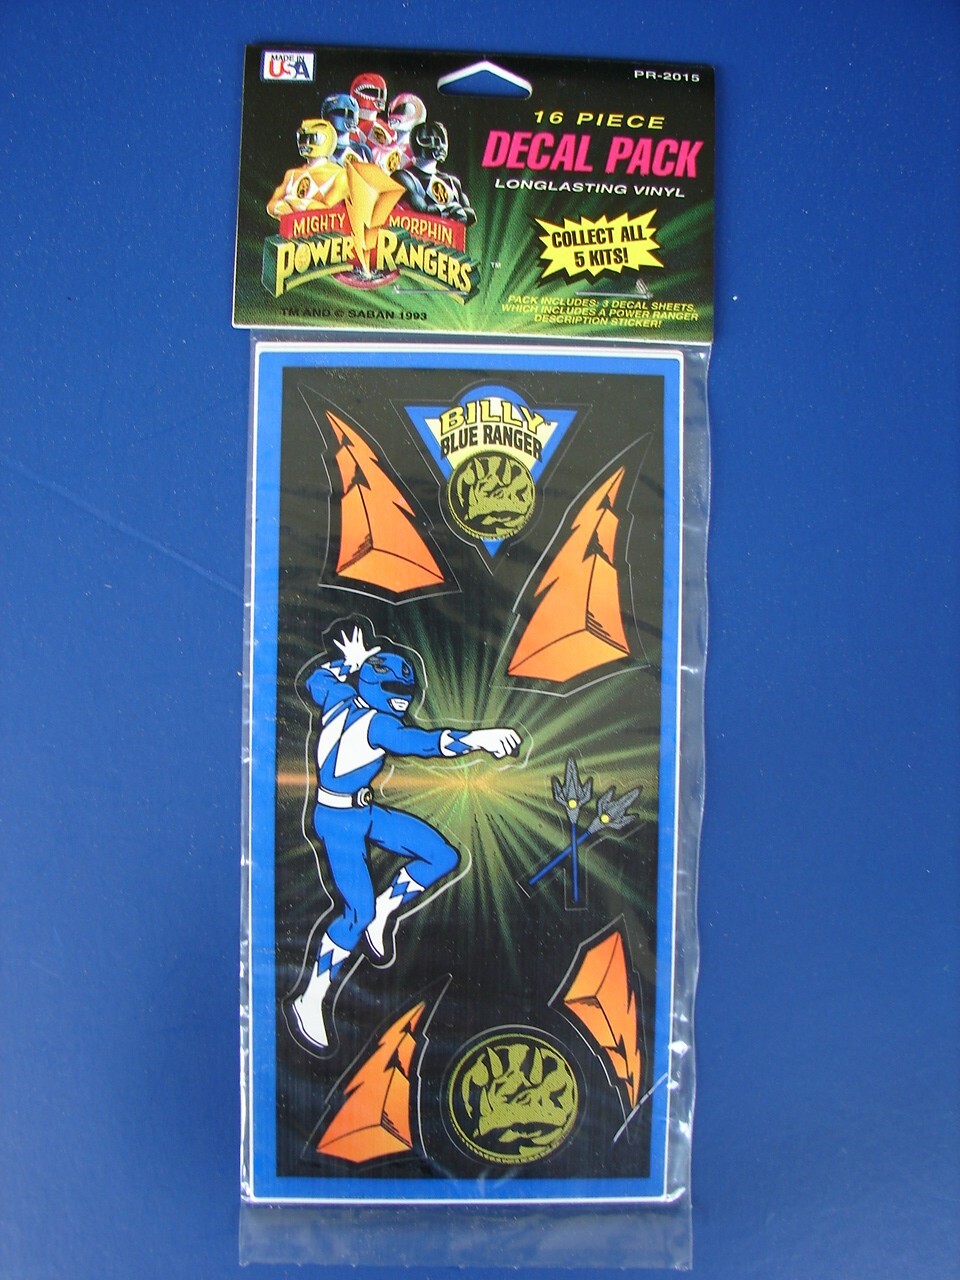 MADE IN
USA
PR-2015
16 PIECE
DECAL PACK
LONGLASTING VINYL
MIGHTY MORPHIN
POWER RANGERS ™
COLLECT ALL
5 KITS!
PACK INCLUDES: 3 DECAL SHEETS,
WHICH INCLUDES A POWER RANGER
DESCRIPTION STICKER!
TM AND © SABAN 1993
BILLY
BLUE RANGER